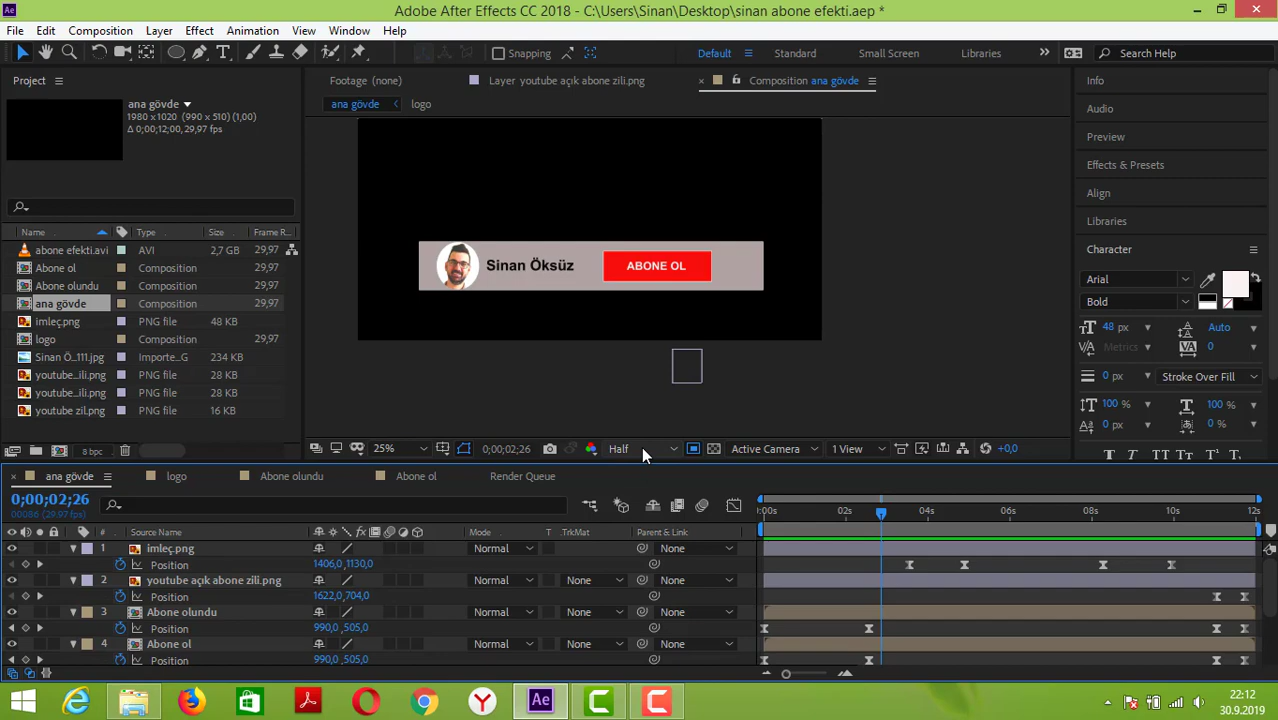 Adobe After Effects CC 2018 - C:\Users\Sinan\Desktop\sinan abone efekti.aep *
File Edit Composition Layer Effect Animation View Window Help
Snapping Default Standard Small Screen Libraries Search Help
Project
Footage (none) Layer youtube açık abone zili.png Composition ana gövde
Info
ana gövde
1980 x 1020 (990 x 510) (1,00)
Δ 0;00;12;00, 29,97 fps
ana gövde logo
Audio
Preview
Effects & Presets
Align
Libraries
Name Type Size Frame R...
abone efekti.avi AVI 2,7 GB 29,97
Abone ol Composition 29,97
Abone olundu Composition 29,97
ana gövde Composition 29,97
imleç.png PNG file 48 KB
logo Composition 29,97
Sinan Ö...111.jpg Importe...G 234 KB
youtube...ili.png PNG file 28 KB
youtube...ili.png PNG file 28 KB
youtube zil.png PNG file 16 KB
8 bpc
Sinan Öksüz ABONE OL
Character
Arial
Bold
48 px Auto
Metrics 0
0 px Stroke Over Fill
100 % 100 %
0 px 0 %
T T TT Tt T¹ T₁
25% 0;00;02;26 Half Active Camera 1 View +0,0
ana gövde logo Abone olundu Abone ol Render Queue
0;00;02;26
00086 (29.97 fps)
:00s 02s 04s 06s 08s 10s 12s
# Source Name Mode T TrkMat Parent & Link
1 imleç.png Normal None
Position 1406,0,1130,0
2 youtube açık abone zili.png Normal None None
Position 1622,0,704,0
3 Abone olundu Normal None None
Position 990,0,505,0
4 Abone ol Normal None None
Position 990,0,505,0
22:12
30.9.2019